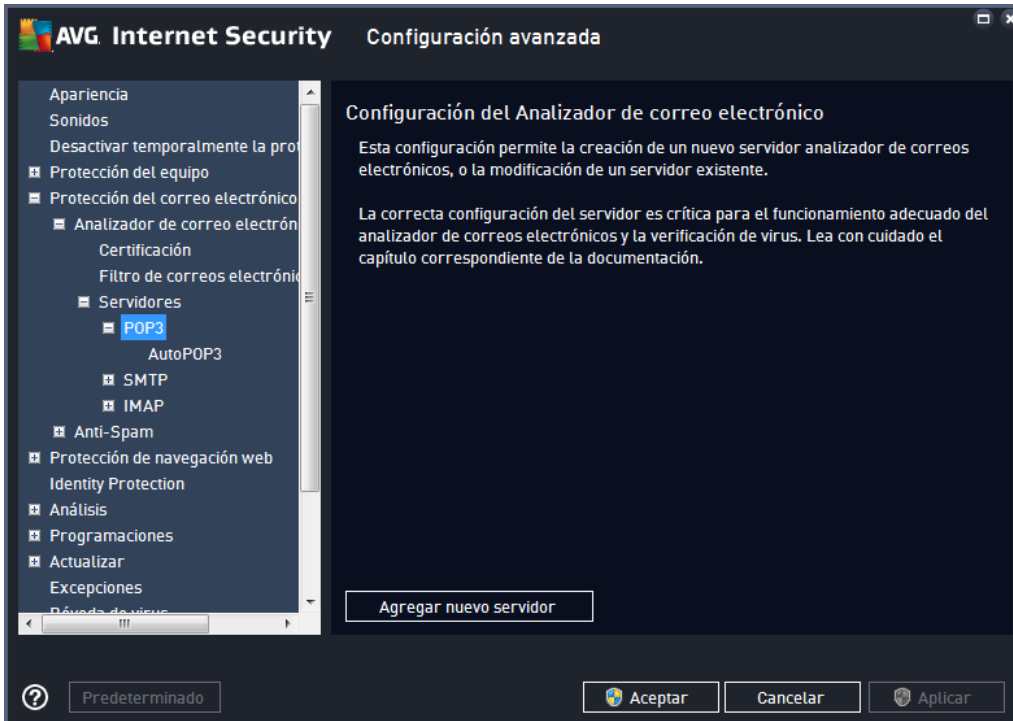 AVG Internet Security Configuración avanzada
Apariencia
Sonidos
Desactivar temporalmente la prot
Protección del equipo
Protección del correo electrónico
Analizador de correo electrón
Certificación
Filtro de correos electrónic
Servidores
POP3
AutoPOP3
SMTP
IMAP
Anti-Spam
Protección de navegación web
Identity Protection
Análisis
Programaciones
Actualizar
Excepciones
Bóveda de virus
Configuración del Analizador de correo electrónico
Esta configuración permite la creación de un nuevo servidor analizador de correos
electrónicos, o la modificación de un servidor existente.
La correcta configuración del servidor es crítica para el funcionamiento adecuado del
analizador de correos electrónicos y la verificación de virus. Lea con cuidado el
capítulo correspondiente de la documentación.
Agregar nuevo servidor
Predeterminado
Aceptar
Cancelar
Aplicar